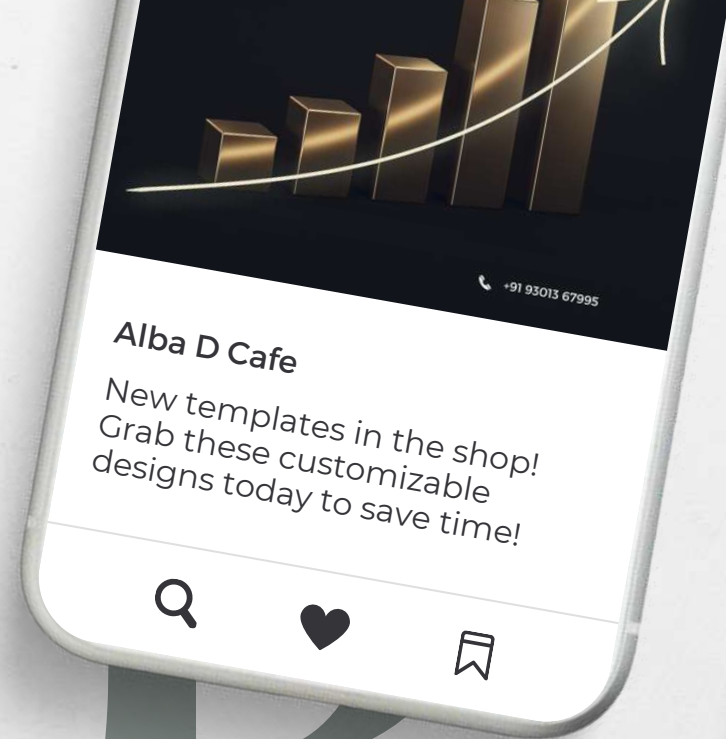 +91 93013 67995
Alba D Cafe
New templates in the shop!
Grab these customizable
designs today to save time!